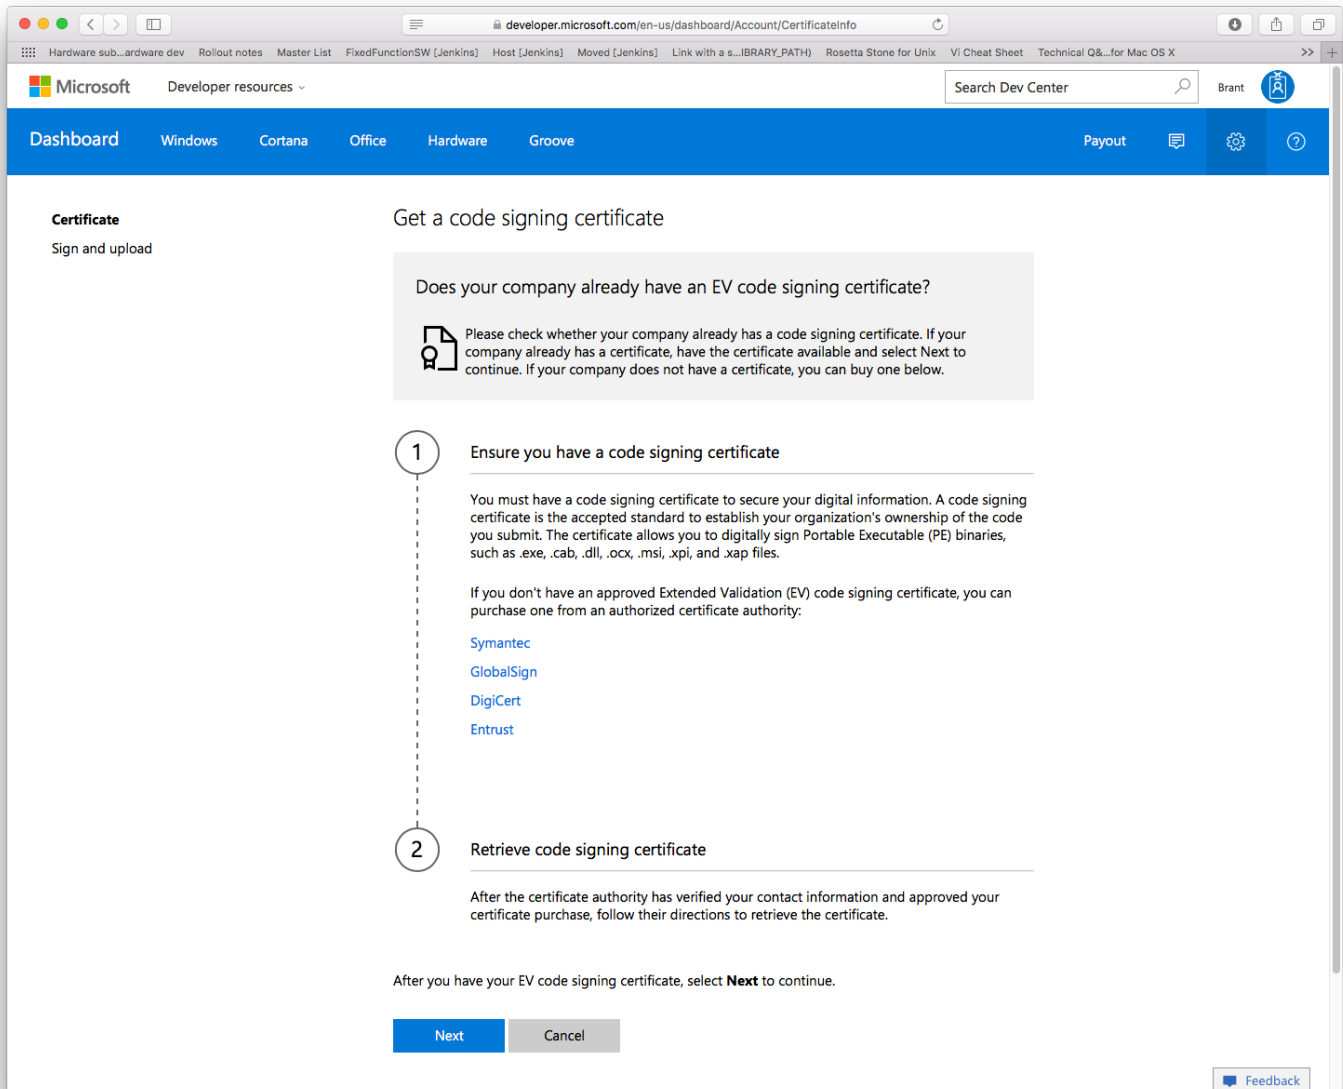 developer.microsoft.com/en-us/dashboard/Account/CertificateInfo
Hardware sub...ardware dev Rollout notes Master List FixedFunctionSW [Jenkins] Host [Jenkins] Moved [Jenkins] Link with a s...IBRARY_PATH) Rosetta Stone for Unix Vi Cheat Sheet Technical Q&...for Mac OS X >> +
Microsoft Developer resources Search Dev Center Brant
Dashboard Windows Cortana Office Hardware Groove Payout
Certificate
Sign and upload
Get a code signing certificate
Does your company already have an EV code signing certificate?
Please check whether your company already has a code signing certificate. If your
company already has a certificate, have the certificate available and select Next to
continue. If your company does not have a certificate, you can buy one below.
1 Ensure you have a code signing certificate
You must have a code signing certificate to secure your digital information. A code signing
certificate is the accepted standard to establish your organization's ownership of the code
you submit. The certificate allows you to digitally sign Portable Executable (PE) binaries,
such as .exe, .cab, .dll, .ocx, .msi, .xpi, and .xap files.
If you don't have an approved Extended Validation (EV) code signing certificate, you can
purchase one from an authorized certificate authority:
Symantec
GlobalSign
DigiCert
Entrust
2 Retrieve code signing certificate
After the certificate authority has verified your contact information and approved your
certificate purchase, follow their directions to retrieve the certificate.
After you have your EV code signing certificate, select Next to continue.
Next Cancel
Feedback